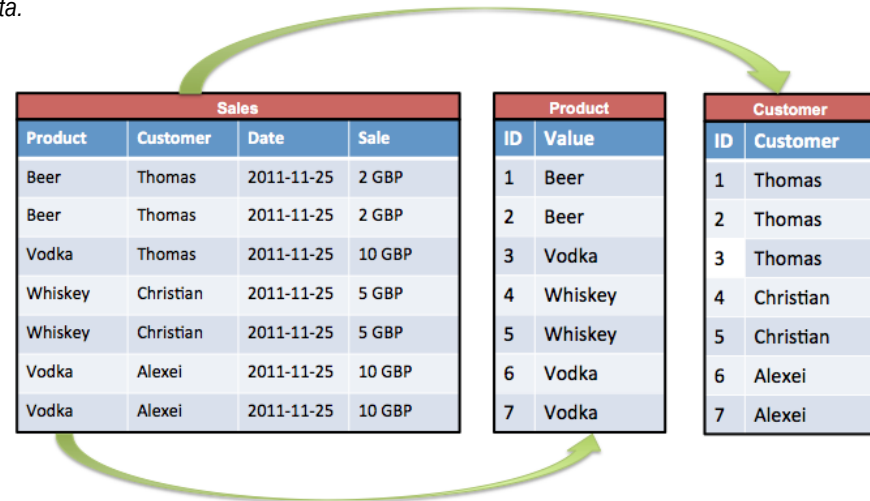 ta.
Sales
Product Customer Date Sale
Beer Thomas 2011-11-25 2 GBP
Beer Thomas 2011-11-25 2 GBP
Vodka Thomas 2011-11-25 10 GBP
Whiskey Christian 2011-11-25 5 GBP
Whiskey Christian 2011-11-25 5 GBP
Vodka Alexei 2011-11-25 10 GBP
Vodka Alexei 2011-11-25 10 GBP
Product
ID Value
1 Beer
2 Beer
3 Vodka
4 Whiskey
5 Whiskey
6 Vodka
7 Vodka
Customer
ID Customer
1 Thomas
2 Thomas
3 Thomas
4 Christian
5 Christian
6 Alexei
7 Alexei